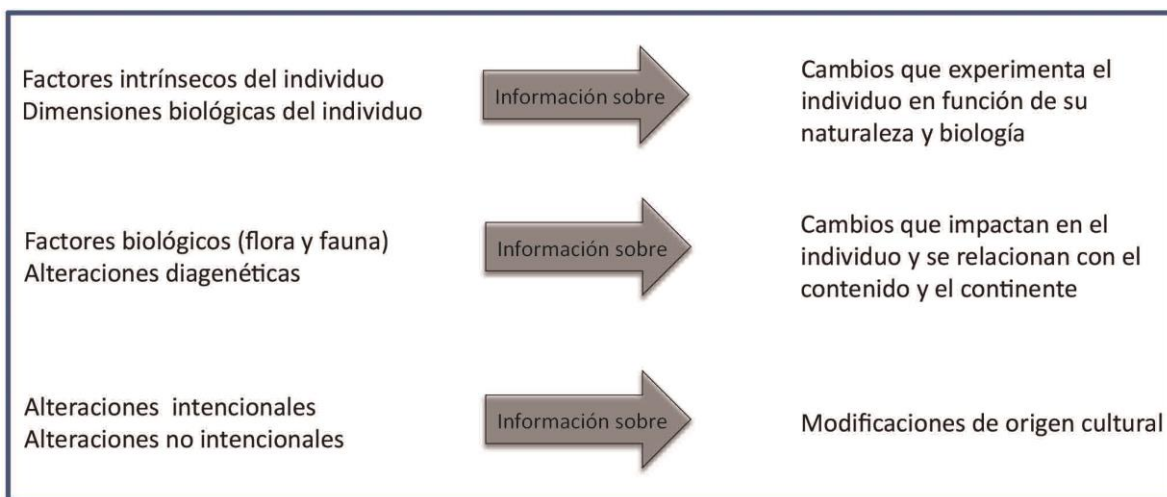 Factores intrínsecos del individuo
Dimensiones biológicas del individuo
Información sobre
Cambios que experimenta el
individuo en función de su
naturaleza y biología
Factores biológicos (flora y fauna)
Alteraciones diagenéticas
Información sobre
Cambios que impactan en el
individuo y se relacionan con el
contenido y el continente
Alteraciones intencionales
Alteraciones no intencionales
Información sobre
Modificaciones de origen cultural